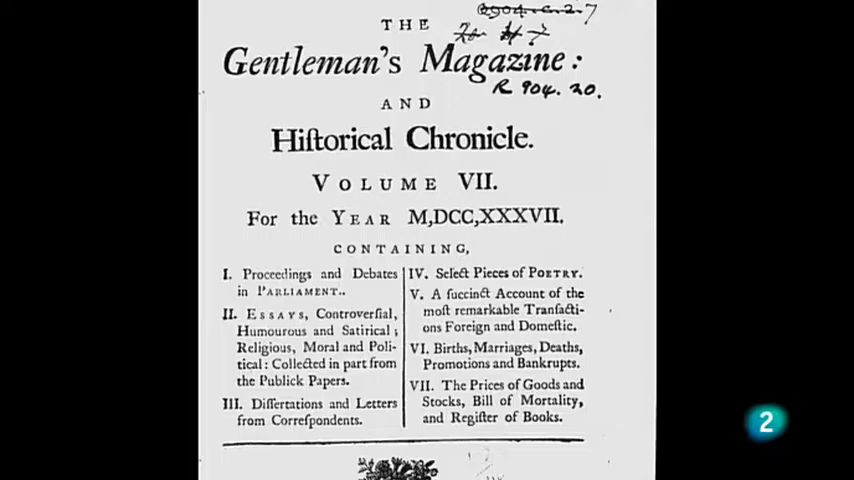 THE
Gentleman's Magazine:
R 904. 20.
AND
Hiſtorical Chronicle.
VOLUME VII.
For the YEAR M,DCC,XXXVII.
CONTAINING,
I. Proceedings and Debates
in PARLIAMENT..
II. ESSAYS, Controverſial,
Humourous and Satirical;
Religious, Moral and Poli-
tical: Collected in part from
the Publick Papers.
III. Diſſertations and Letters
from Correſpondents.
IV. Select Pieces of POETRY.
V. A ſuccinct Account of the
moſt remarkable Tranſacti-
ons Foreign and Domeſtic.
VI. Births, Marriages, Deaths,
Promotions and Bankrupts.
VII. The Prices of Goods and
Stocks, Bill of Mortality,
and Regiſter of Books.
2